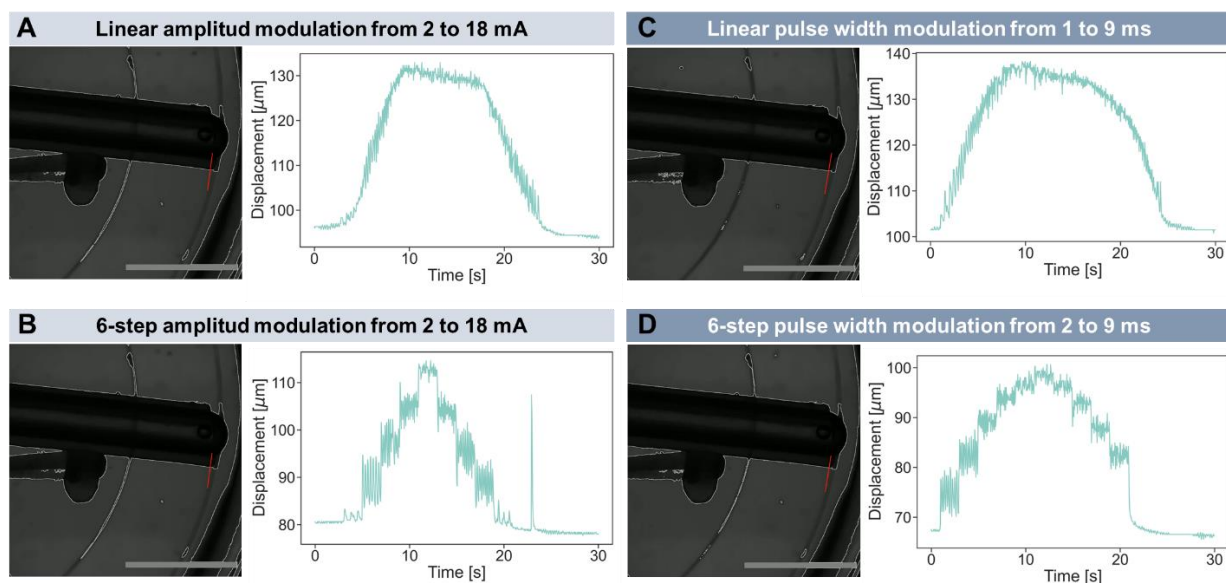 A Linear amplitud modulation from 2 to 18 mA
Displacement [µm]
130
120
110
100
0 10 20 30
Time [s]
B 6-step amplitud modulation from 2 to 18 mA
Displacement [µm]
110
100
90
80
0 10 20 30
Time [s]
C Linear pulse width modulation from 1 to 9 ms
Displacement [µm]
140
130
120
110
100
0 10 20 30
Time [s]
D 6-step pulse width modulation from 2 to 9 ms
Displacement [µm]
100
90
80
70
0 10 20 30
Time [s]